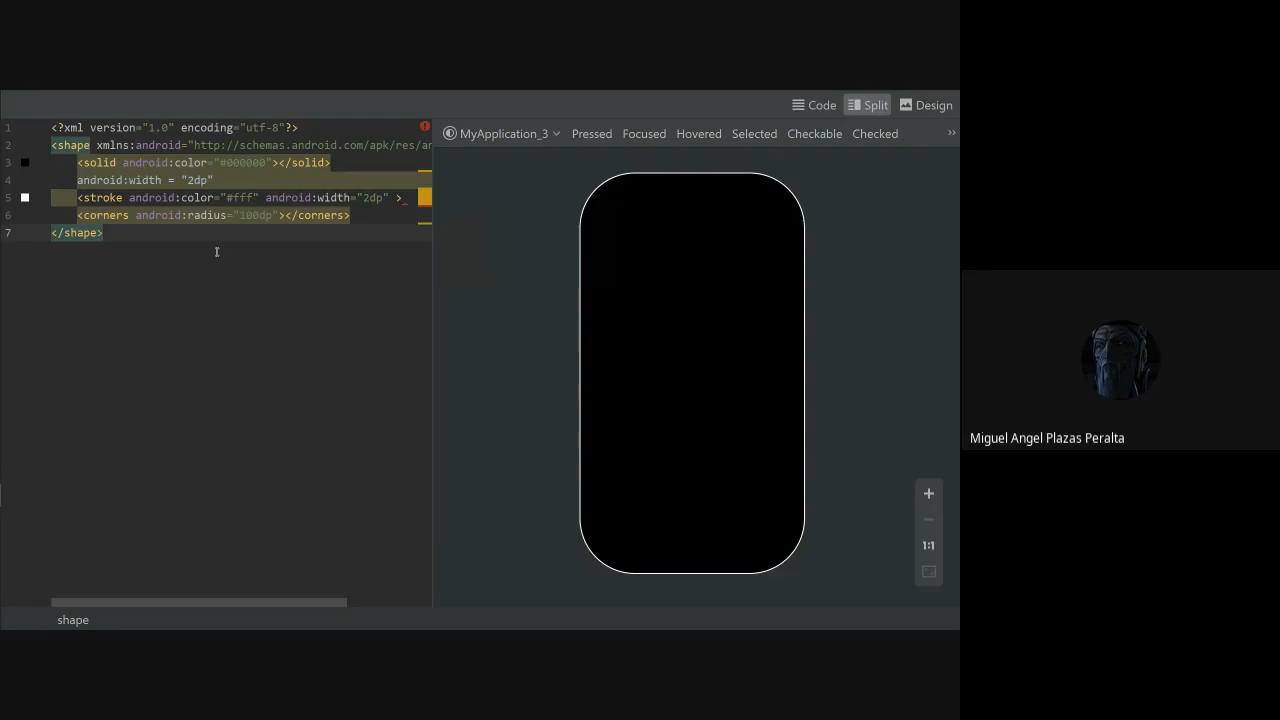 Code Split Design
MyApplication_3 Pressed Focused Hovered Selected Checkable Checked »
1 <?xml version="1.0" encoding="utf-8"?>
2 <shape xmlns:android="http://schemas.android.com/apk/res/an
3 <solid android:color="#000000"></solid>
4 android:width = "2dp"
5 <stroke android:color="#fff" android:width="2dp" >
6 <corners android:radius="100dp"></corners>
7 </shape>
1:1
Miguel Angel Plazas Peralta
shape